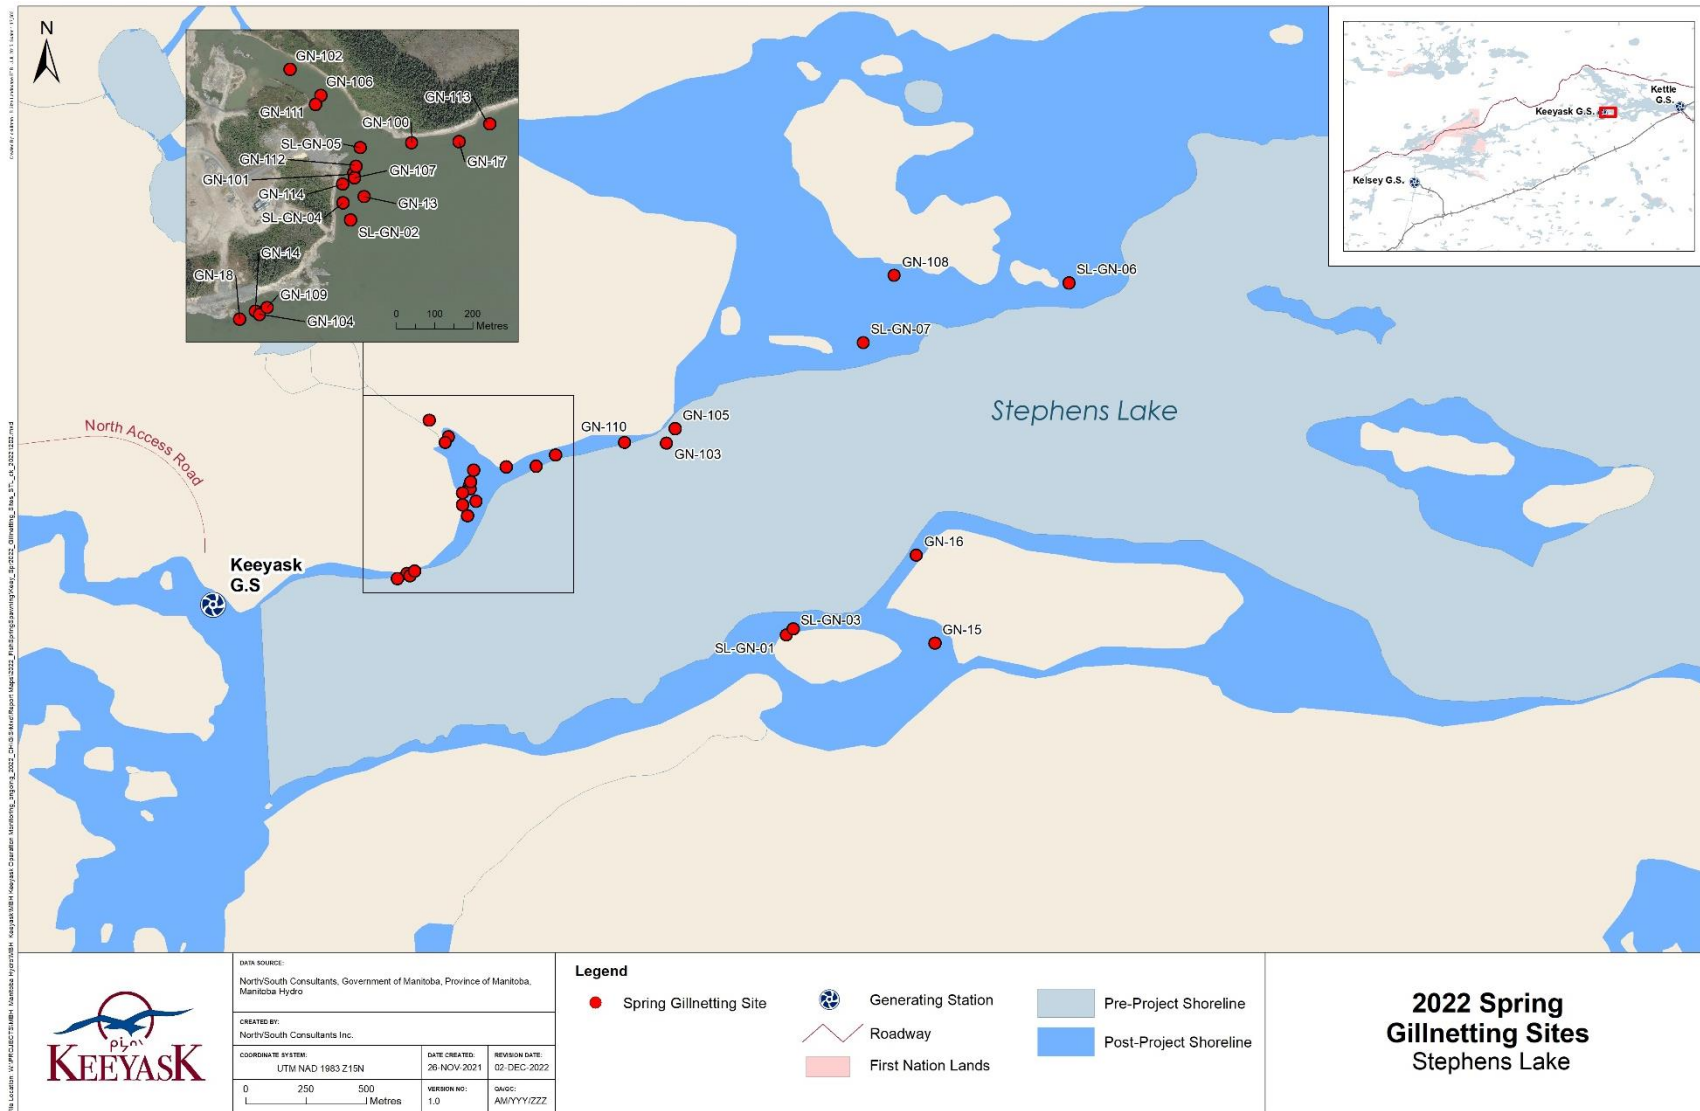 N
GN-102
GN-106
GN-111
GN-113
GN-100
SL-GN-05
GN-17
GN-112
GN-107
GN-101
GN-114
GN-13
SL-GN-04
SL-GN-02
GN-14
GN-18
GN-109
GN-104
0 100 200
Metres
Kettle
G.S.
Keeyask G.S.
Kelsey G.S.
GN-108
SL-GN-06
SL-GN-07
Stephens Lake
GN-105
GN-110
GN-103
North Access Road
GN-16
Keeyask
G.S
SL-GN-03
SL-GN-01
GN-15
KEEYASK
DATA SOURCE:
North/South Consultants, Government of Manitoba, Province of Manitoba,
Manitoba Hydro
CREATED BY:
North/South Consultants Inc.
COORDINATE SYSTEM:
UTM NAD 1983 Z15N
DATE CREATED:
26-NOV-2021
REVISION DATE:
02-DEC-2022
0 250 500
Metres
VERSION NO:
1.0
QA/QC:
AM/YYY/ZZZ
Legend
Spring Gillnetting Site
Generating Station
Roadway
First Nation Lands
Pre-Project Shoreline
Post-Project Shoreline
2022 Spring
Gillnetting Sites
Stephens Lake